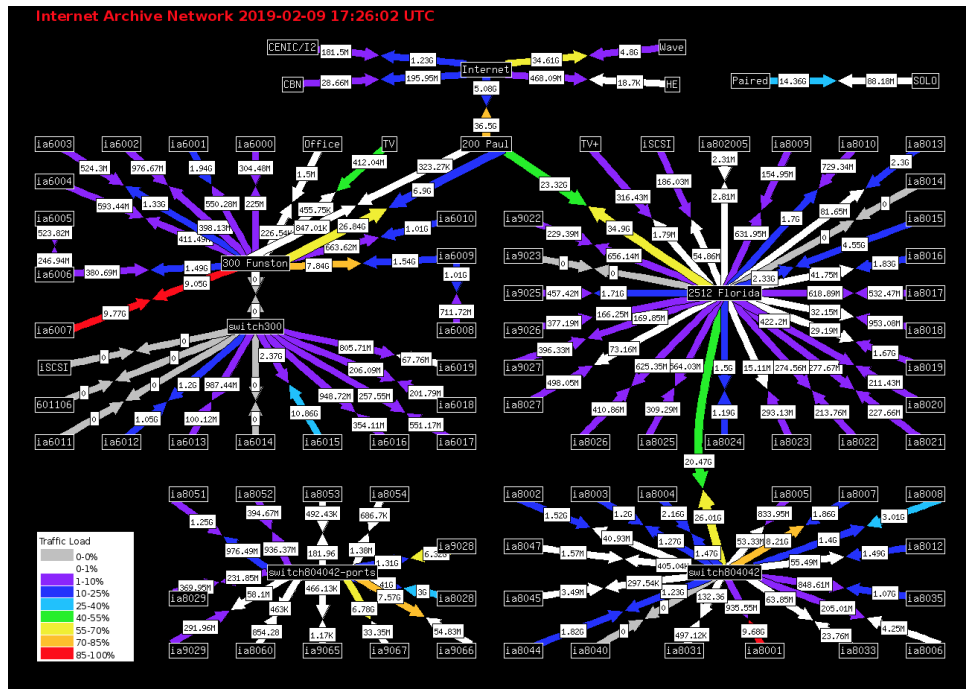 Internet Archive Network 2019-02-09 17:26:02 UTC
CENIC/I2 181.5M 1.23G 34.61G 4.8G Wave
Internet
CBN 28.66M 195.95M 5.08G 468.09M 18.7K HE
Paired 14.36G 88.18M SOLO
36.5G
ia6003 ia6002 ia6001 ia6000 Office TV 200 Paul TV+ iSCSI ia802005 ia8009 ia8010 ia8013
524.3M 976.67M 1.94G 304.48M 1.5M 412.04M 323.27K 23.32G 316.43M 186.03M 2.31M 154.95M 729.34M 2.3G
ia6004 ia8014
593.44M 1.33G 550.28M 225M 455.75K 6.9G 1.79M 2.81M 1.7G 81.65M 0
ia6005 ia9022 ia6010 ia8015
523.82M 398.13M 226.54K 847.01K 26.84G 1.01G 229.39M 34.9G 631.95M 0 4.55G
411.49M 663.62M 656.14M 54.86M
246.94M ia9023 0 0 1.83G ia8016
ia6006 380.69M 1.49G 300 Funston 7.84G 1.54G ia6009
9.05G 0 1.01G 2.33G 41.75M
ia9025 457.42M 1.71G 2512 Florida 618.89M 532.47M ia8017
9.77G 0 711.72M 166.25M 169.85M 32.15M 953.08M
ia6007 switch300 ia6008 ia9026 377.19M 422.2M 29.19M ia8018
iSCSI 0 0 2.37G 805.71M 67.76M ia6019 396.33M 73.16M 1.67G
ia9027 ia8019
0 1.2G 987.44M 206.09M 498.05M 625.35M 564.03M 1.5G 15.11M 274.56M 277.67M 211.43M
601106 0 948.72M 257.55M 201.79M ia6018 ia8027 ia8020
0 1.05G 100.12M 0 10.86G 354.11M 551.17M 410.86M 309.29M 1.19G 293.13M 213.76M 227.66M
ia6011 ia6012 ia6013 ia6014 ia6015 ia6016 ia6017 ia8026 ia8025 ia8024 ia8023 ia8022 ia8021
20.47G
ia8051 ia8052 ia8053 ia8054 ia8002 ia8003 ia8004 ia8005 ia8007 ia8008
1.25G 394.67M 492.43K 686.7K 1.52G 1.2G 2.16G 26.01G 833.95M 1.86G 3.01G
Traffic Load
0-0%
0-1%
1-10%
10-25%
25-40%
40-55%
55-70%
70-85%
85-100%
976.49M 936.37M 181.96 1.38M ia9028 ia8047 1.57M 40.93M 1.27G 1.47G 53.33M 8.21G 1.4G 1.49G ia8012
231.85M switch804042-ports 1.31G 405.04K switch804042 55.49M
ia8029 58.1M 466.13K 7.57G ia8028 ia8045 3.49M 297.54K 1.23G 132.36 63.85M 848.61M 1.07G ia8035
291.96M 463K 6.78G 0 935.55M 205.01M
854.28 1.17K 33.35M 54.83M 1.82G 497.12K 9.68G 23.76M 4.25M
ia9029 ia8060 ia9065 ia9067 ia9066 ia8044 ia8040 ia8031 ia8001 ia8033 ia8006